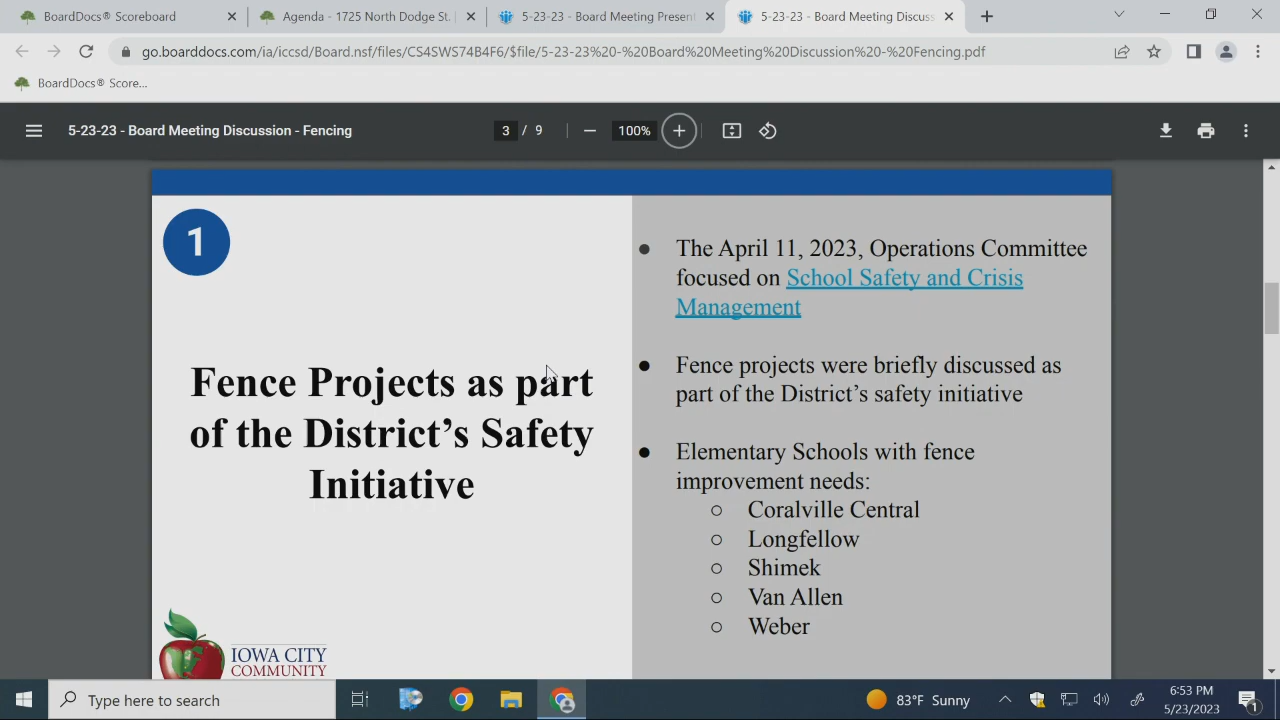 BoardDocs® Scoreboard
Agenda - 1725 North Dodge St.
5-23-23 - Board Meeting Present
5-23-23 - Board Meeting Discuss
go.boarddocs.com/ia/iccsd/Board.nsf/files/CS4SWS74B4F6/$file/5-23-23%20-%20Board%20Meeting%20Discussion%20-%20Fencing.pdf
BoardDocs® Score...
5-23-23 - Board Meeting Discussion - Fencing
3 / 9
100%
1
Fence Projects as part
of the District's Safety
Initiative
IOWA CITY
COMMUNITY
● The April 11, 2023, Operations Committee
focused on School Safety and Crisis
Management
● Fence projects were briefly discussed as
part of the District's safety initiative
● Elementary Schools with fence
improvement needs:
○ Coralville Central
○ Longfellow
○ Shimek
○ Van Allen
○ Weber
Type here to search
83°F Sunny
6:53 PM
5/23/2023
1